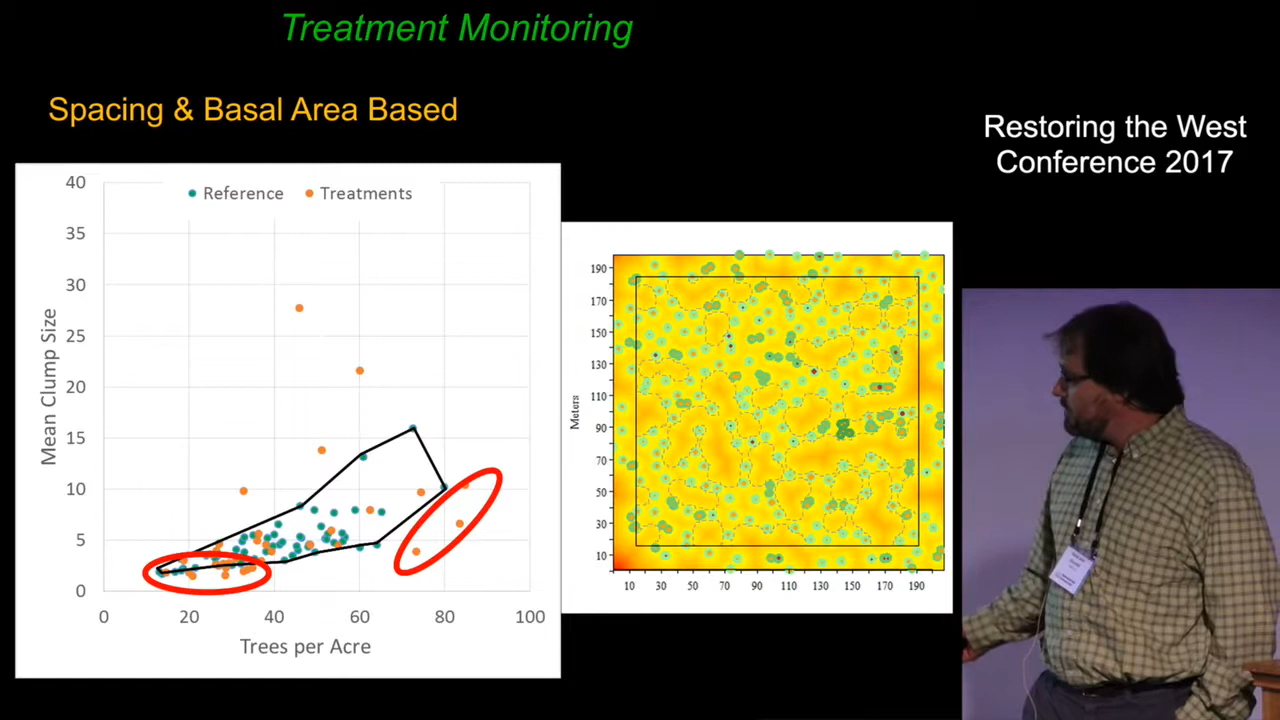 Treatment Monitoring
Spacing & Basal Area Based
Restoring the West
Conference 2017
Reference
Treatments
40
35
30
25
20
15
10
5
0
Mean Clump Size
0 20 40 60 80 100
Trees per Acre
190
170
150
130
110
90
70
50
30
10
Meters
10 30 50 70 90 110 130 150 170 190